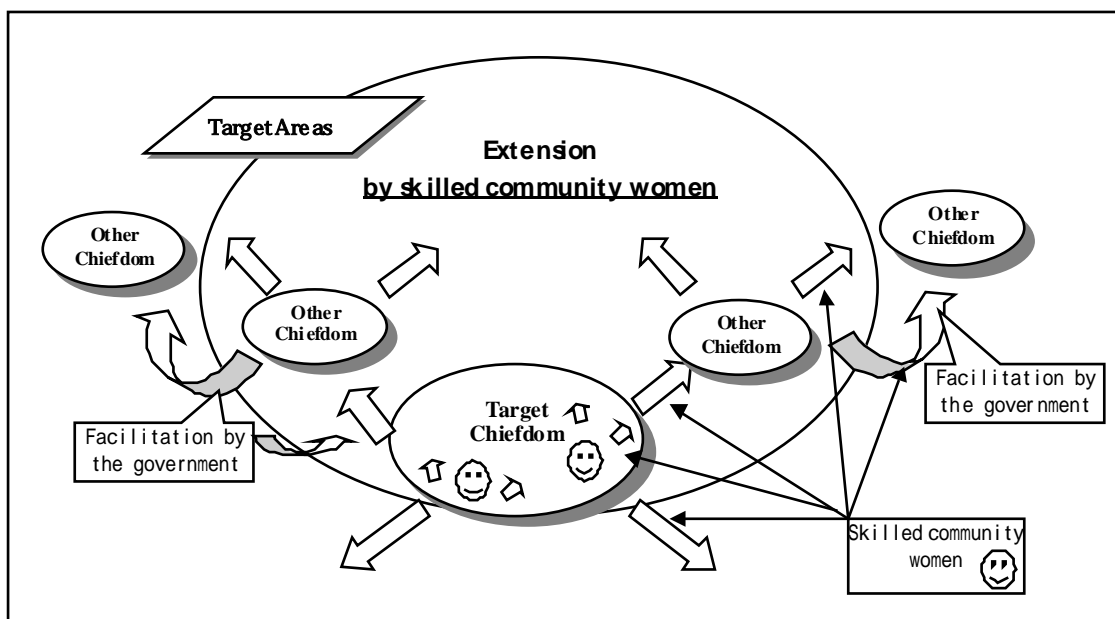 Target Areas
Extension
by skilled community women
Other
Chiefdom
Other
Chiefdom
Other
Chiefdom
Other
Chiefdom
Target
Chiefdom
Facilitation by
the government
Facilitation by
the government
Skilled community
women